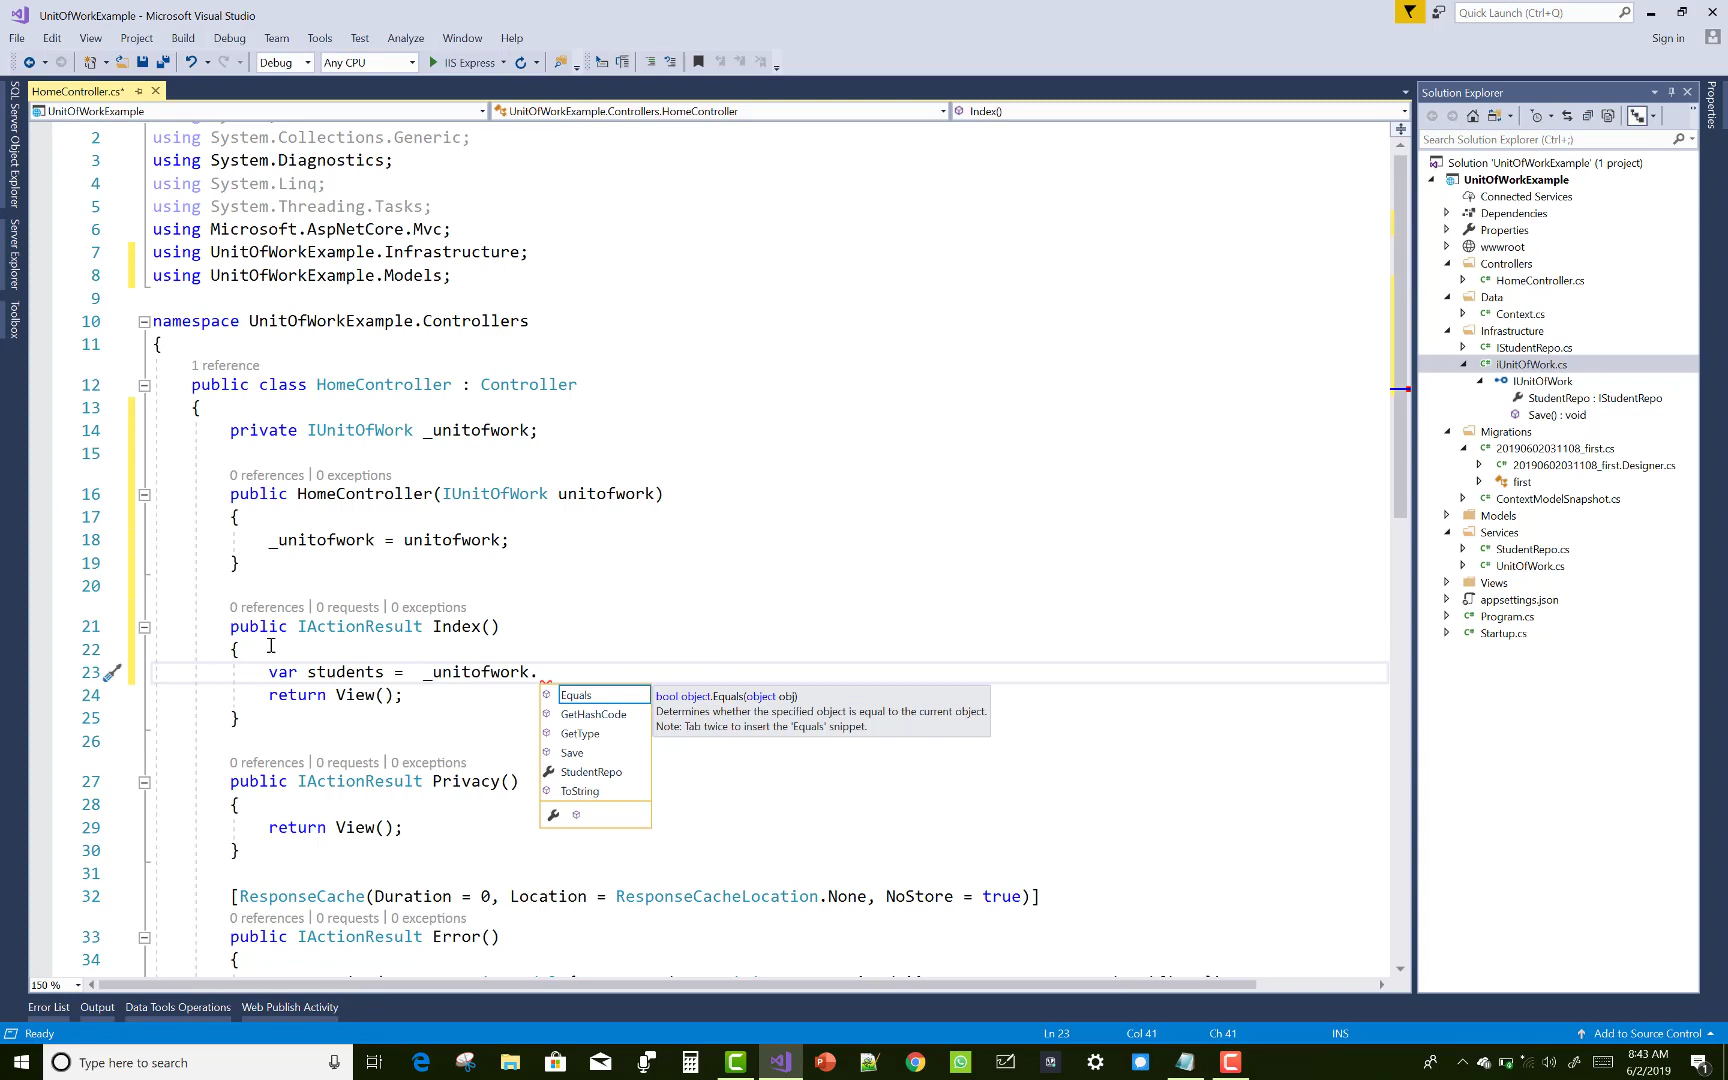 UnitOfWorkExample - Microsoft Visual Studio
Quick Launch (Ctrl+Q)
File Edit View Project Build Debug Team Tools Test Analyze Window Help
Sign in
Debug Any CPU IIS Express
HomeController.cs*
UnitOfWorkExample UnitOfWorkExample.Controllers.HomeController Index()
SQL Server Object Explorer
Server Explorer
Toolbox
2 using System.Collections.Generic;
3 using System.Diagnostics;
4 using System.Linq;
5 using System.Threading.Tasks;
6 using Microsoft.AspNetCore.Mvc;
7 using UnitOfWorkExample.Infrastructure;
8 using UnitOfWorkExample.Models;
9
10 namespace UnitOfWorkExample.Controllers
11 {
1 reference
12 public class HomeController : Controller
13 {
14 private IUnitOfWork _unitofwork;
15
0 references | 0 exceptions
16 public HomeController(IUnitOfWork unitofwork)
17 {
18 _unitofwork = unitofwork;
19 }
20
0 references | 0 requests | 0 exceptions
21 public IActionResult Index()
22 {
23 var students = _unitofwork.
24 return View();
25 }
26
0 references | 0 requests | 0 exceptions
27 public IActionResult Privacy()
28 {
29 return View();
30 }
31
32 [ResponseCache(Duration = 0, Location = ResponseCacheLocation.None, NoStore = true)]
0 references | 0 requests | 0 exceptions
33 public IActionResult Error()
34 {
Equals
GetHashCode
GetType
Save
StudentRepo
ToString
bool object.Equals(object obj)
Determines whether the specified object is equal to the current object.
Note: Tab twice to insert the 'Equals' snippet.
150 %
Solution Explorer
Search Solution Explorer (Ctrl+;)
Solution 'UnitOfWorkExample' (1 project)
UnitOfWorkExample
Connected Services
Dependencies
Properties
wwwroot
Controllers
HomeController.cs
Data
Context.cs
Infrastructure
IStudentRepo.cs
iUnitOfWork.cs
IUnitOfWork
StudentRepo : IStudentRepo
Save() : void
Migrations
20190602031108_first.cs
20190602031108_first.Designer.cs
first
ContextModelSnapshot.cs
Models
Services
StudentRepo.cs
UnitOfWork.cs
Views
appsettings.json
Program.cs
Startup.cs
Properties
Error List Output Data Tools Operations Web Publish Activity
Ready Ln 23 Col 41 Ch 41 INS Add to Source Control
Type here to search
8:43 AM
6/2/2019
1